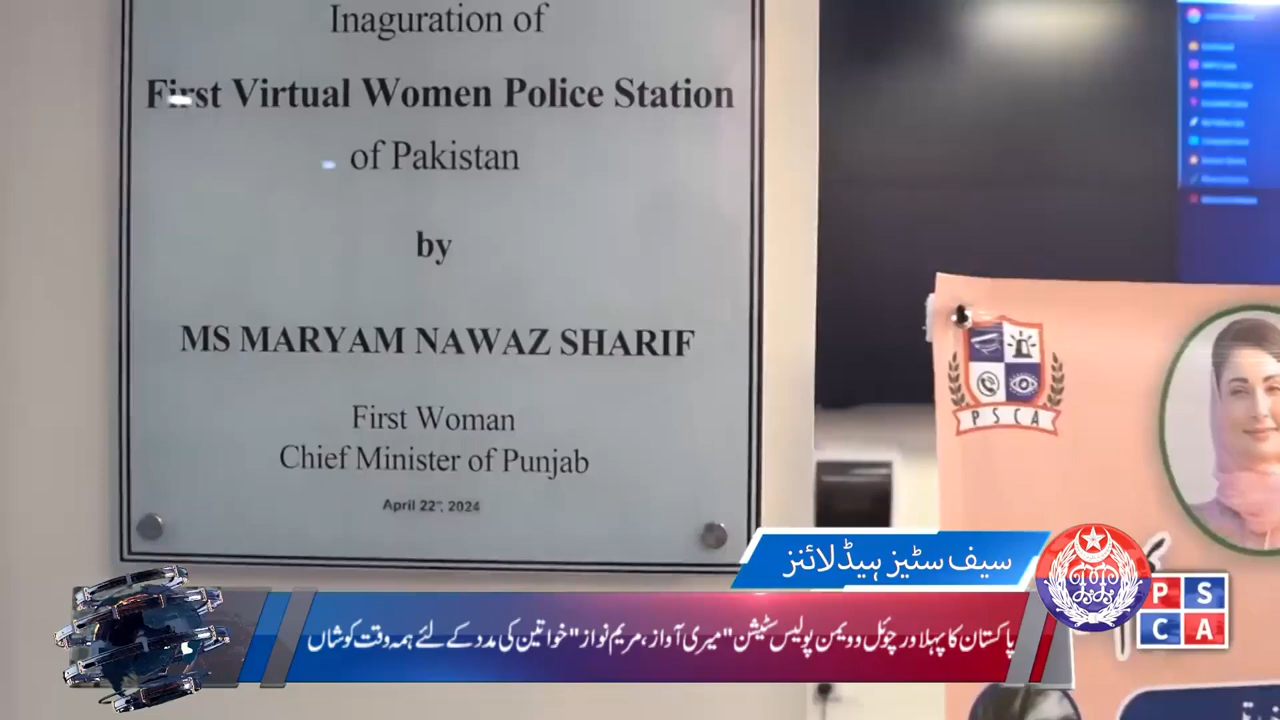 Inaguration of
First Virtual Women Police Station
of Pakistan
by
MS MARYAM NAWAZ SHARIF
First Woman
Chief Minister of Punjab
April 22ⁿᵈ, 2024
PSCA
سیف سٹیز ہیڈلائنز
پاکستان کا پہلا ورچوئل وویمن پولیس سٹیشن "میری آواز، مریم نواز" خواتین کی مدد کے لئے ہمہ وقت کوشاں
P S
C A